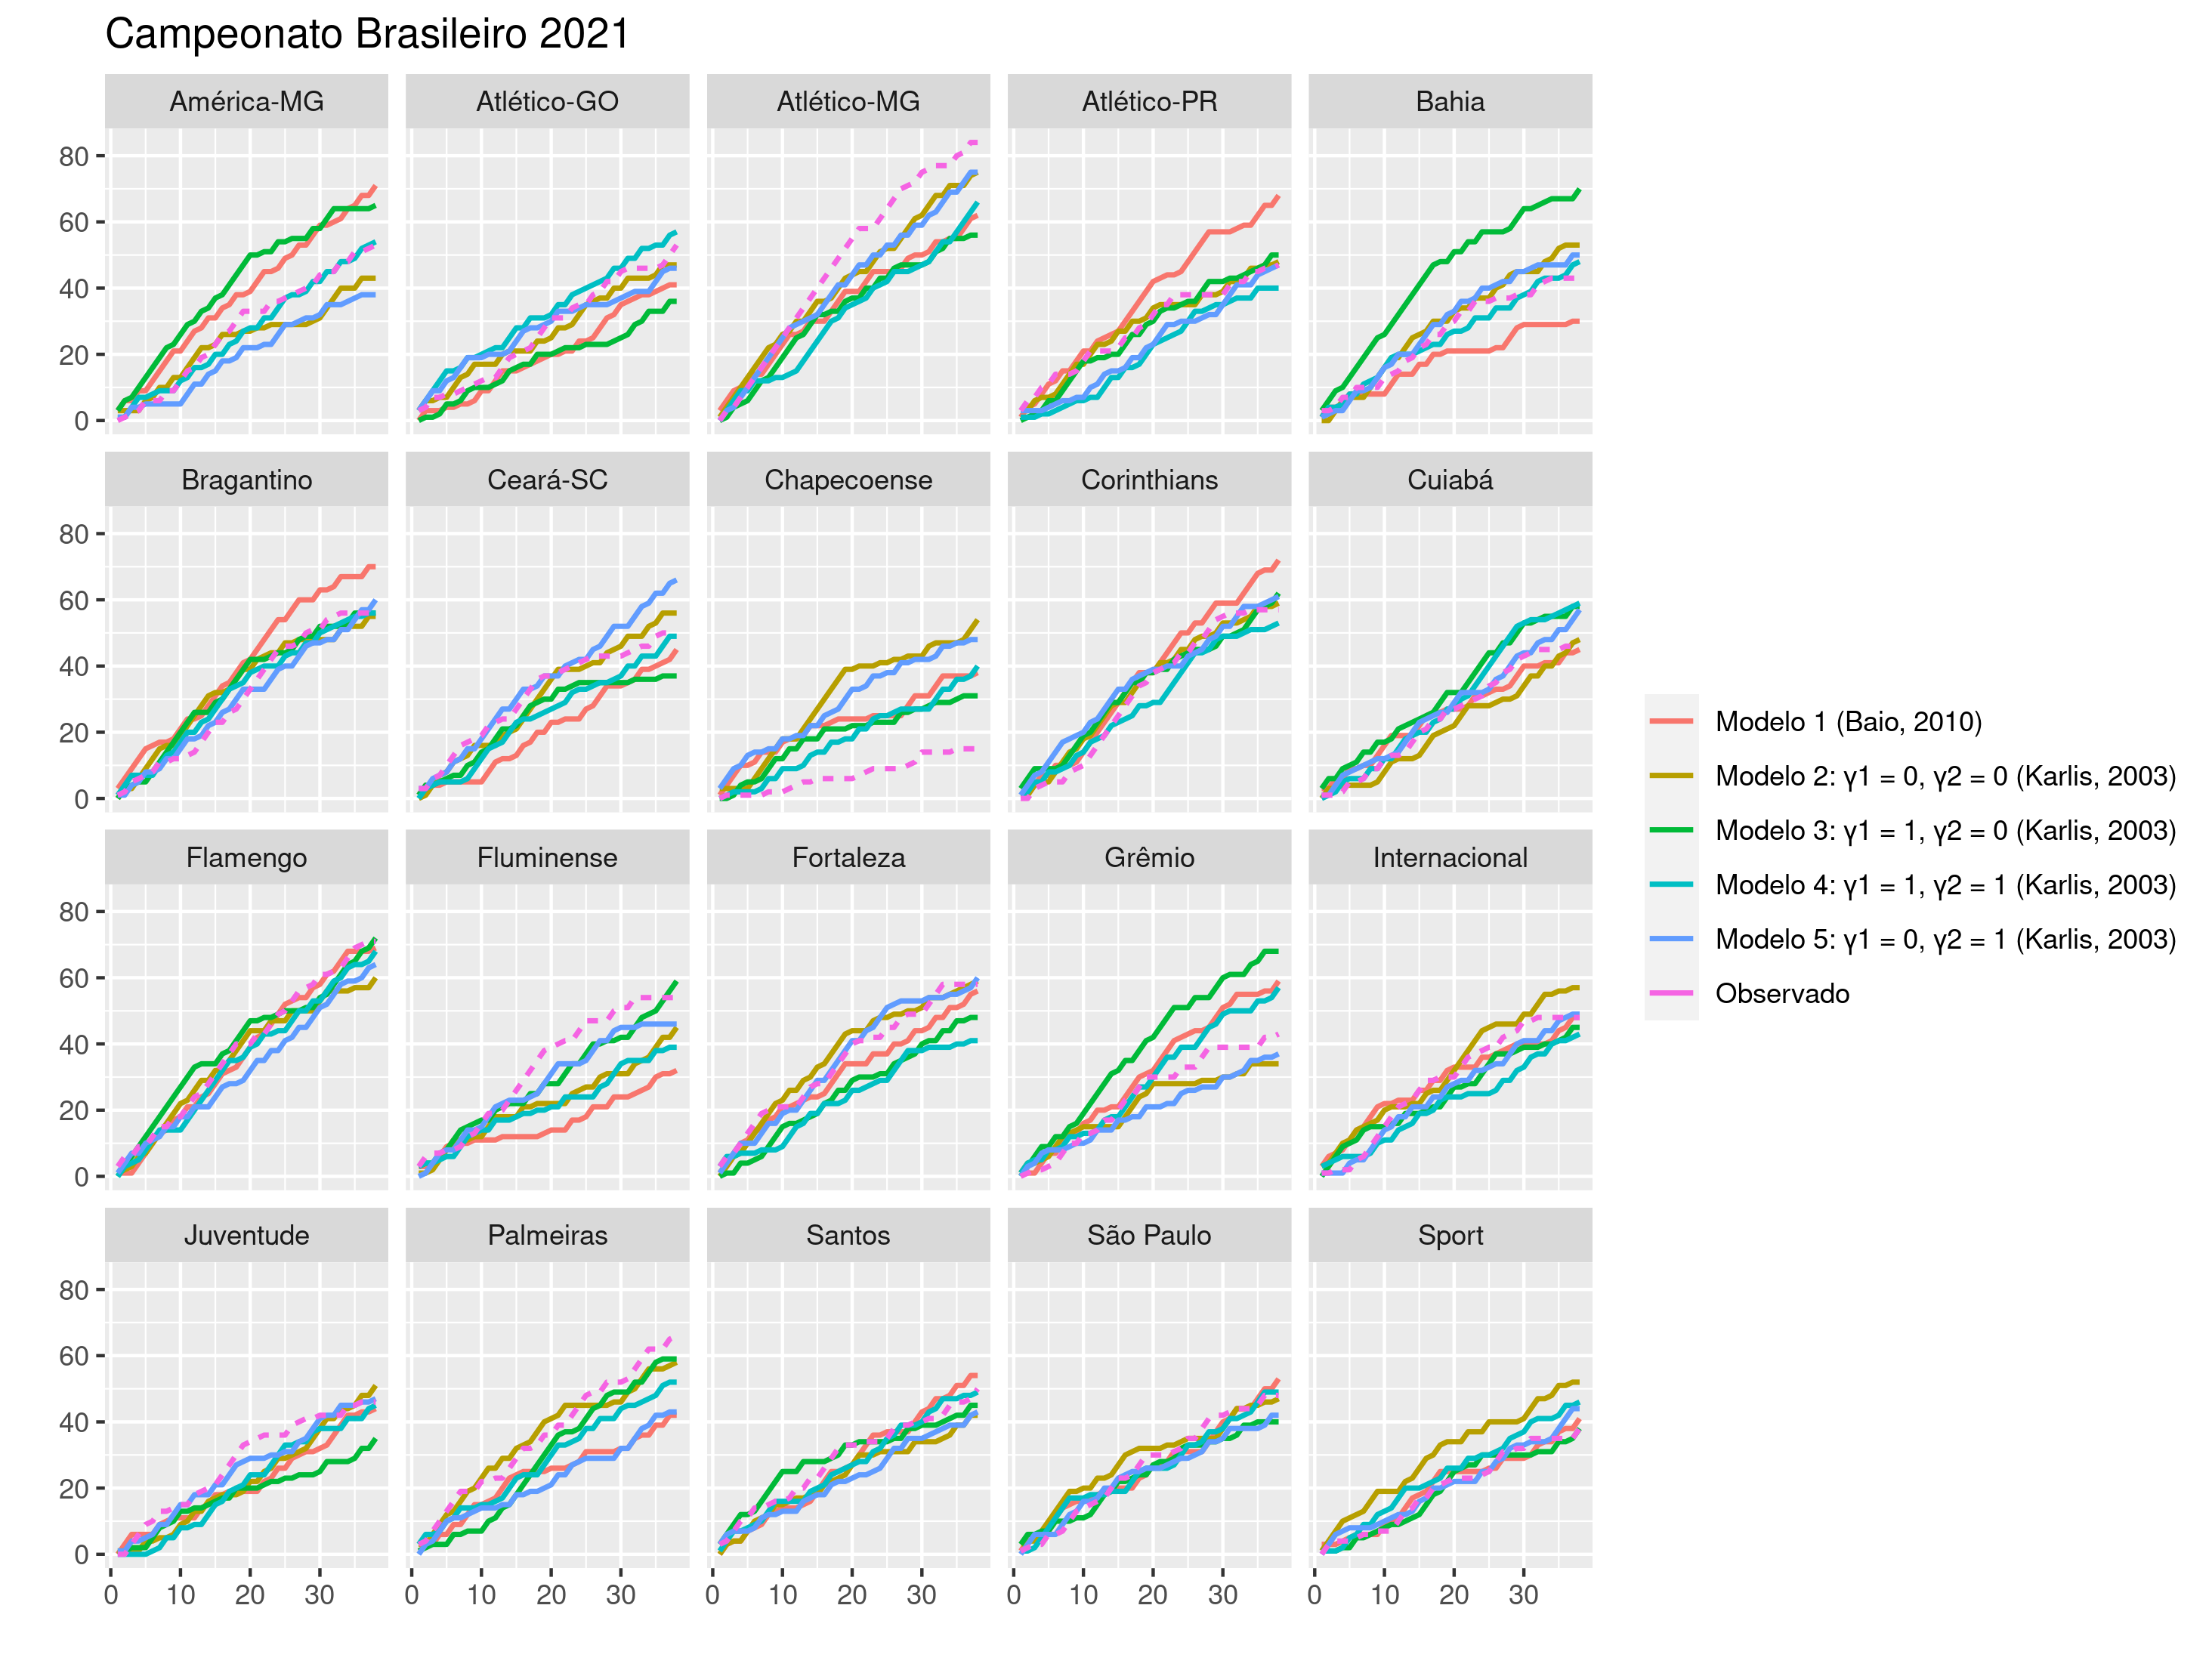 Campeonato Brasileiro 2021
América-MG Atlético-GO Atlético-MG Atlético-PR Bahia
80
60
40
20
0
Bragantino Ceará-SC Chapecoense Corinthians Cuiabá
80
60
40
20
0
Flamengo Fluminense Fortaleza Grêmio Internacional
80
60
40
20
0
Juventude Palmeiras Santos São Paulo Sport
80
60
40
20
0
0 10 20 30 0 10 20 30 0 10 20 30 0 10 20 30 0 10 20 30
Modelo 1 (Baio, 2010)
Modelo 2: γ1 = 0, γ2 = 0 (Karlis, 2003)
Modelo 3: γ1 = 1, γ2 = 0 (Karlis, 2003)
Modelo 4: γ1 = 1, γ2 = 1 (Karlis, 2003)
Modelo 5: γ1 = 0, γ2 = 1 (Karlis, 2003)
Observado